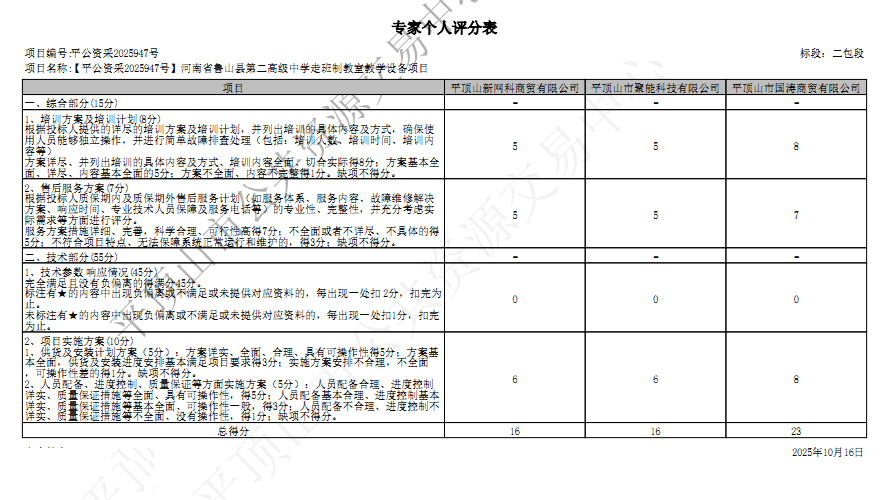 专家个人评分表
项目编号:平公资采2025947号
标段：二包段
项目名称:【平公资采2025947号】河南省鲁山县第二高级中学走班制教室教学设备项目
项目 平顶山新网科商贸有限公司 平顶山市聚能科技有限公司 平顶山市国涛商贸有限公司
一、综合部分(15分) - - -
1、培训方案及培训计划(8分)
根据投标人提供的详尽的培训方案及培训计划，并列出培训的具体内容及方式，确保使
用人员能够独立操作，并进行简单故障排查处理（包括：培训人数、培训时间、培训内
容等）
方案详尽、并列出培训的具体内容及方式、培训内容全面，切合实际得8分；方案基本全
面、详尽、内容基本全面的5分；方案不全面、内容不完整得1分。缺项不得分。
5 5 8
2、售后服务方案(7分)
根据投标人质保期内及质保期外售后服务计划（如服务体系、服务内容、故障维修解决
方案、响应时间、专业技术人员保障及服务电话等）的专业性、完整性，并充分考虑实
际需求等方面进行评分。
服务方案措施详细、完善，科学合理、可行性高得7分；不全面或者不详尽、不具体的得
5分；不符合项目特点、无法保障系统正常运行和维护的，得3分；缺项不得分。
5 5 7
二、技术部分(55分) - - -
1、技术参数 响应情况(45分)
完全满足且没有负偏离的得满分45分。
标注有★的内容中出现负偏离或不满足或未提供对应资料的，每出现一处扣2分，扣完为
止。
未标注有★的内容中出现负偏离或不满足或未提供对应资料的，每出现一处扣1分，扣完
为止。
0 0 0
2、项目实施方案(10分)
1、供货及安装计划方案（5分）：方案详实、全面、合理、具有可操作性得5分；方案基
本全面，供货及安装进度安排基本满足项目要求得3分；实施方案安排不合理，不全面
，可操作性差的得1分。缺项不得分。
2、人员配备、进度控制、质量保证等方面实施方案（5分）：人员配备合理、进度控制
详实、质量保证措施等全面、具有可操作性，得5分；人员配备基本合理、进度控制基本
详实、质量保证措施等基本全面、可操作性一般，得3分；人员配备不合理、进度控制不
详实、质量保证措施等不全面、没有操作性，得1分；缺项不得分。
6 6 8
总得分 16 16 23
2025年10月16日
平顶山市公共资源交易中心
平顶山市公共资源交易中心